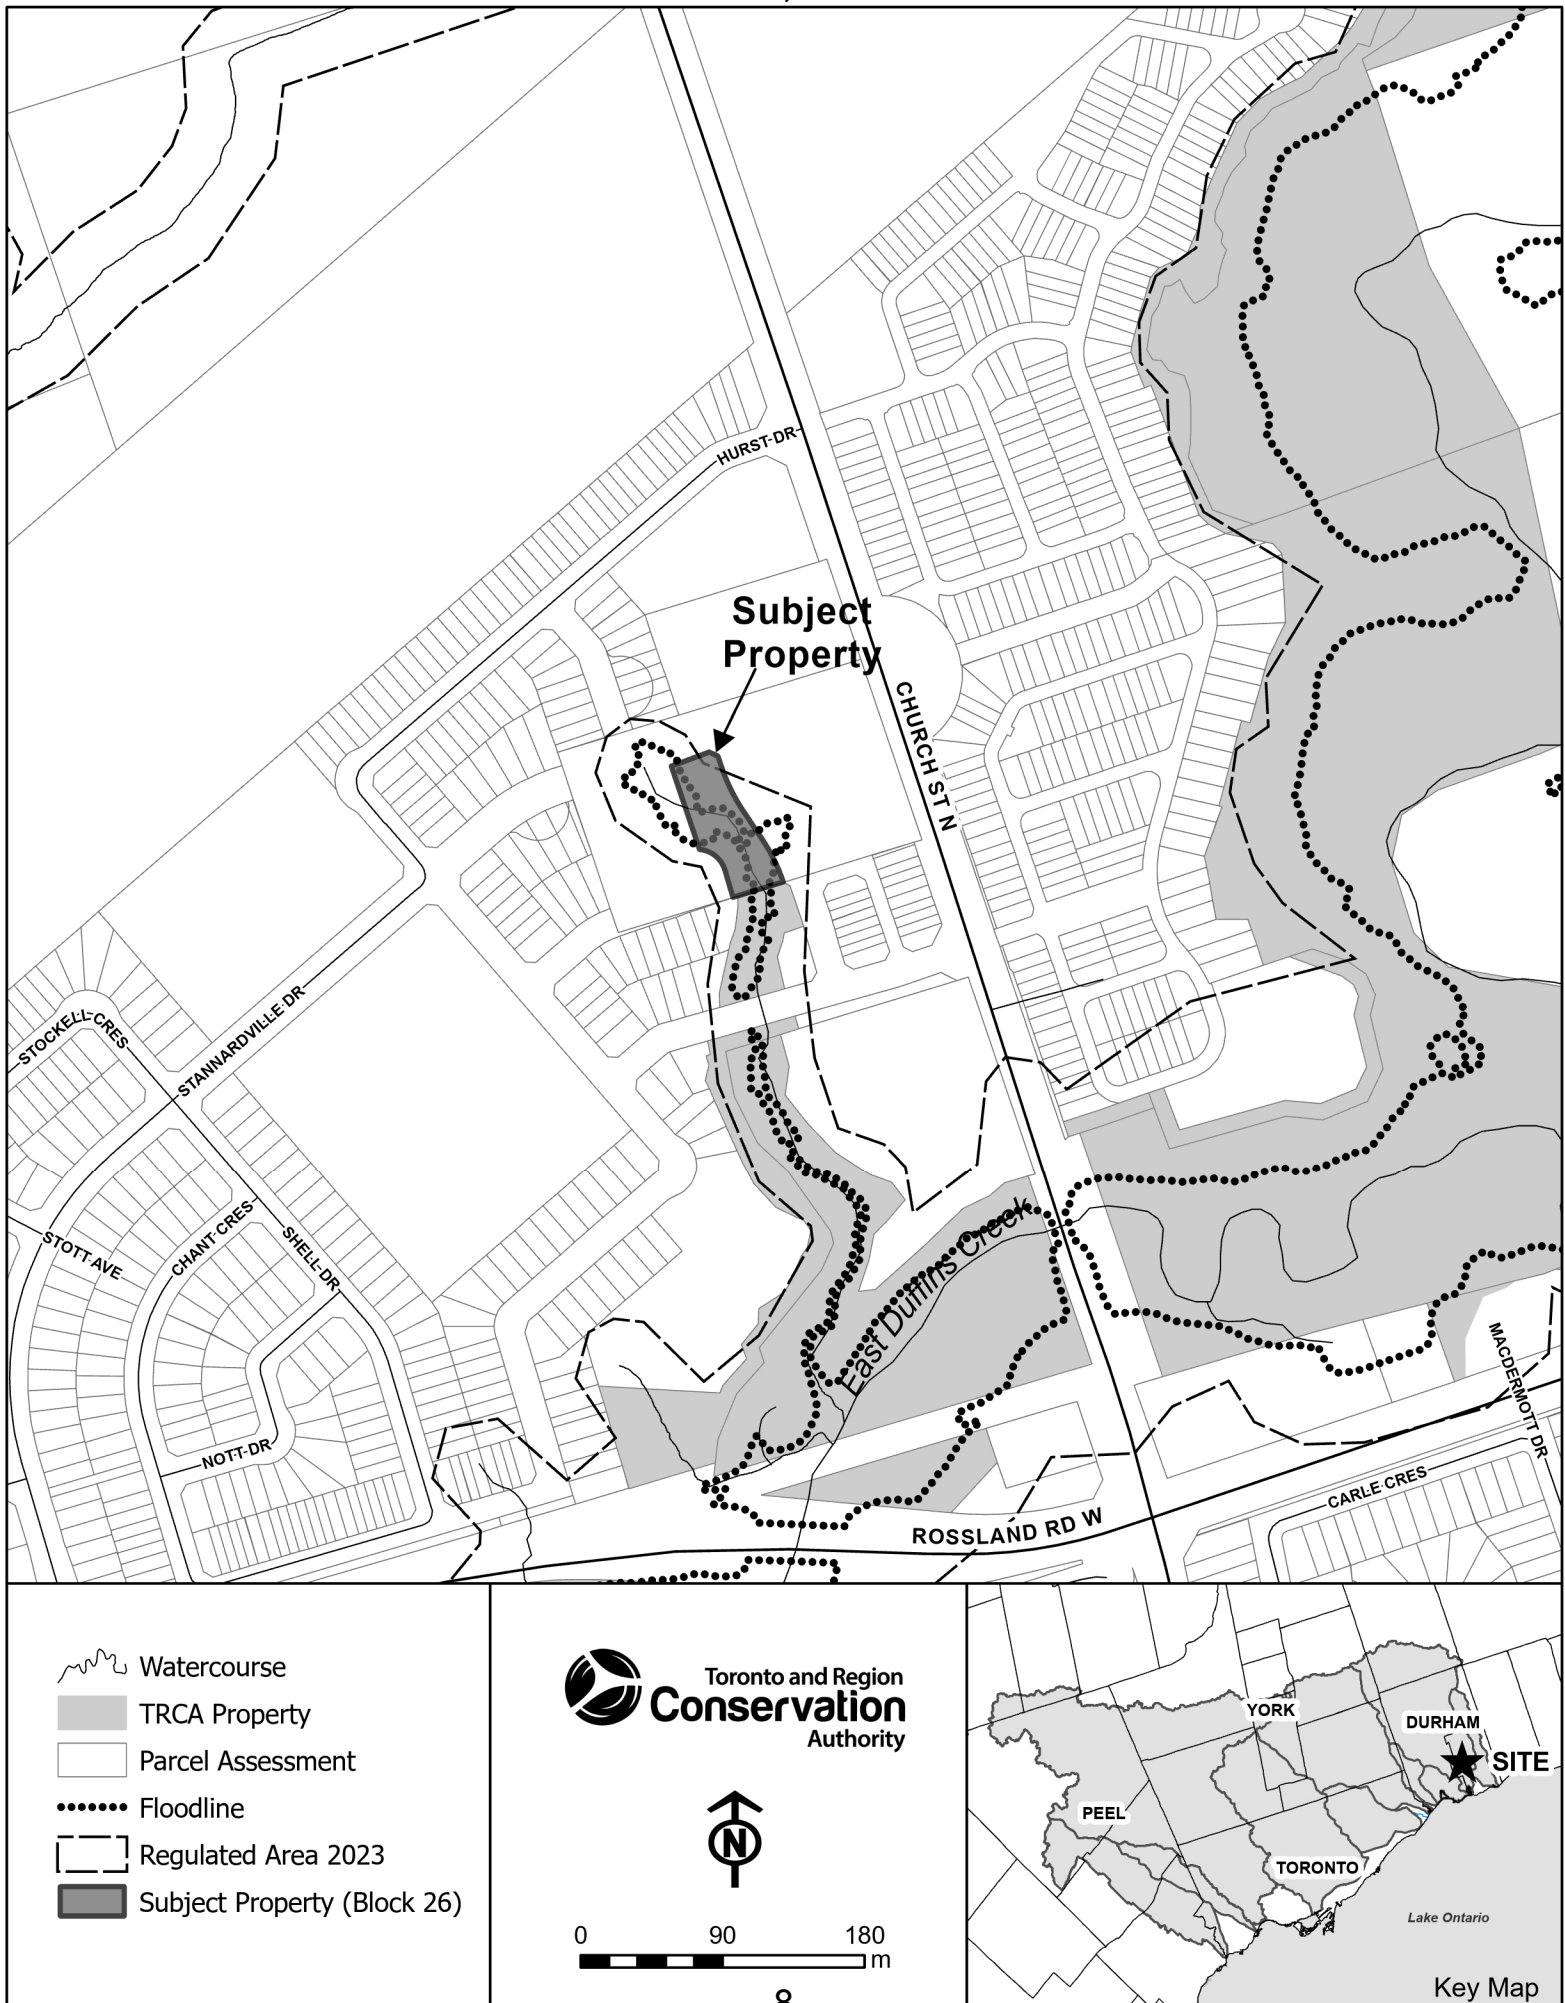 HURST DR
Subject
Property
CHURCH ST N
STOCKELL CRES
STANNARDVILLE DR
STOTT AVE
CHANT CRES
SHELL DR
NOTT DR
East Duffins Creek
MACDERMOTT DR
CARLE CRES
ROSSLAND RD W
Watercourse
TRCA Property
Parcel Assessment
Floodline
Regulated Area 2023
Subject Property (Block 26)
Toronto and Region
Conservation
Authority
N
0 90 180
m
8
YORK
DURHAM
SITE
PEEL
TORONTO
Lake Ontario
Key Map